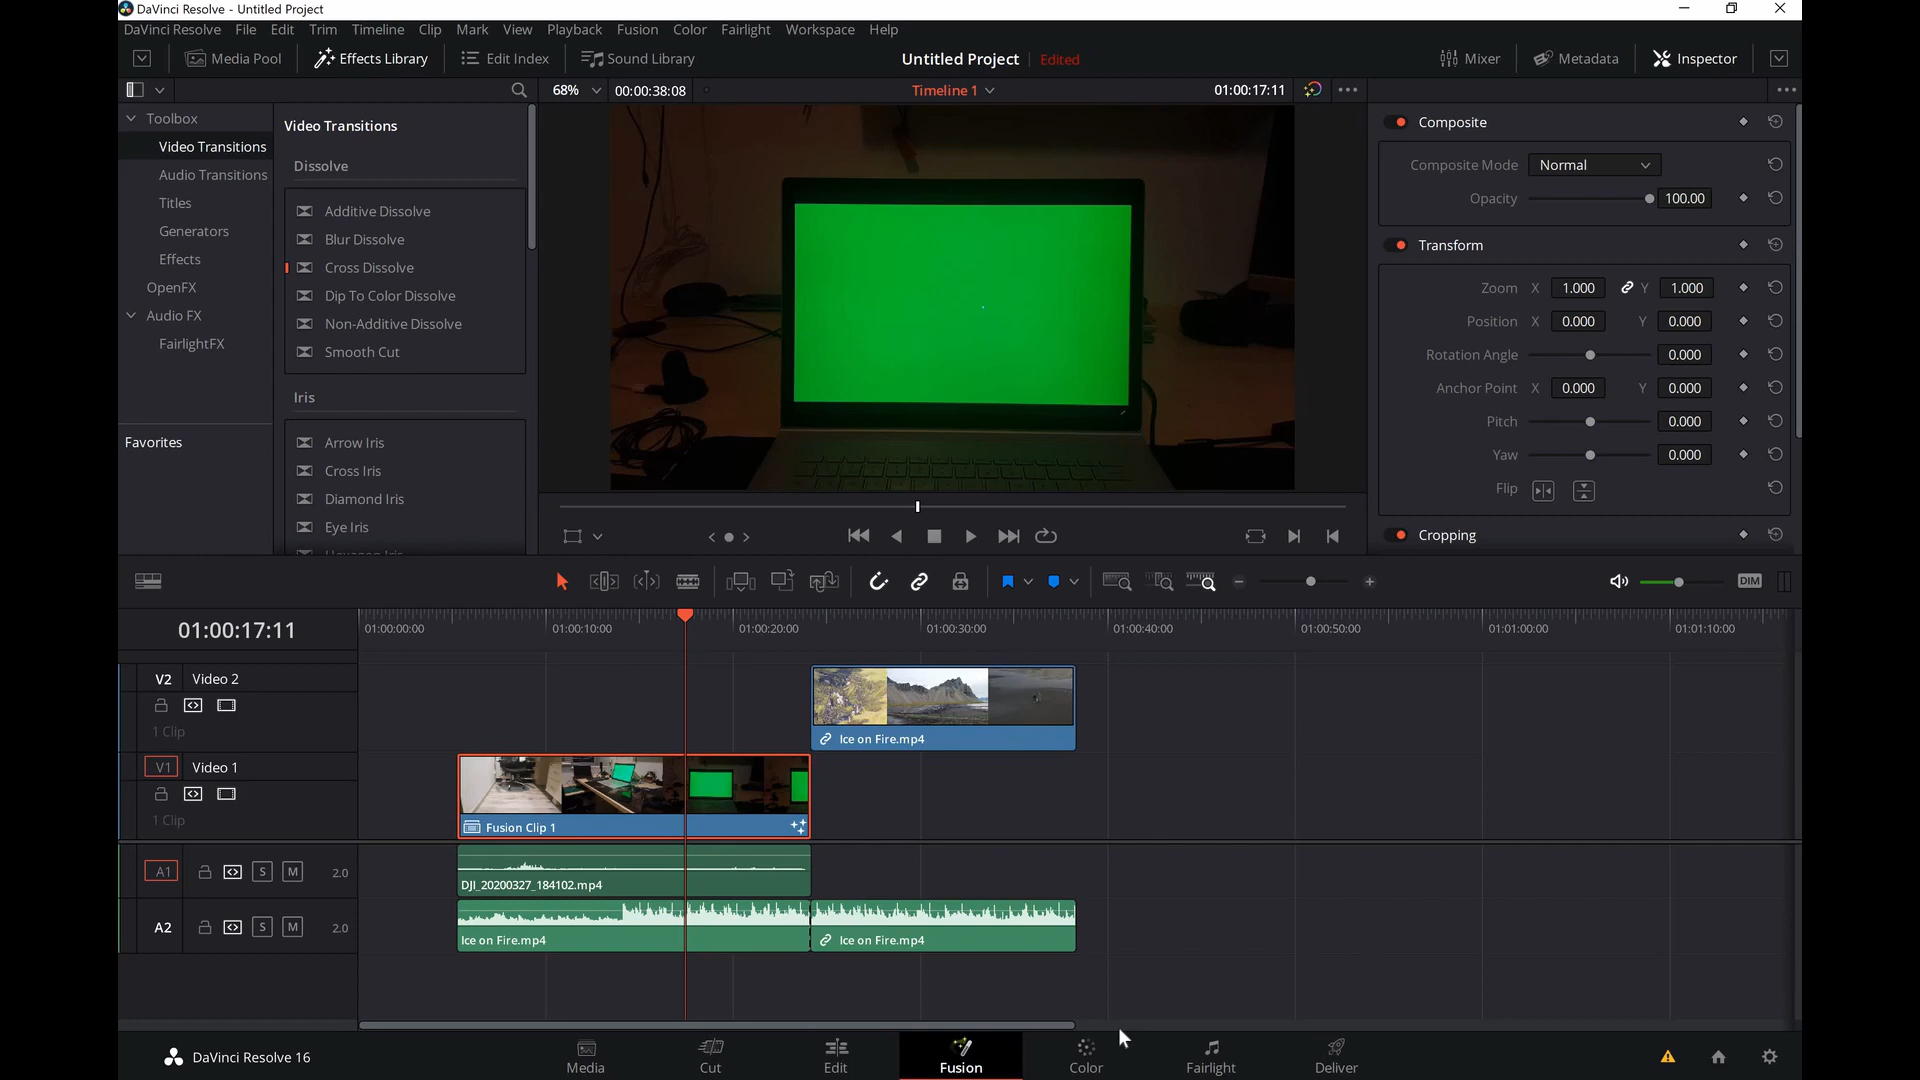 DaVinci Resolve - Untitled Project
DaVinci Resolve File Edit Trim Timeline Clip Mark View Playback Fusion Color Fairlight Workspace Help
Media Pool Effects Library Edit Index Sound Library Untitled Project Edited Mixer Metadata Inspector
68% 00:00:38:08 Timeline 1 01:00:17:11
Toolbox
Video Transitions
Audio Transitions
Titles
Generators
Effects
OpenFX
Audio FX
FairlightFX
Favorites
Video Transitions
Dissolve
Additive Dissolve
Blur Dissolve
Cross Dissolve
Dip To Color Dissolve
Non-Additive Dissolve
Smooth Cut
Iris
Arrow Iris
Cross Iris
Diamond Iris
Eye Iris
Hexagon Iris
Composite
Composite Mode Normal
Opacity 100.00
Transform
Zoom X 1.000 Y 1.000
Position X 0.000 Y 0.000
Rotation Angle 0.000
Anchor Point X 0.000 Y 0.000
Pitch 0.000
Yaw 0.000
Flip
Cropping
DIM
01:00:17:11
01:00:00:00 01:00:10:00 01:00:20:00 01:00:30:00 01:00:40:00 01:00:50:00 01:01:00:00 01:01:10:00
V2 Video 2
1 Clip
Ice on Fire.mp4
V1 Video 1
1 Clip
Fusion Clip 1
A1 S M 2.0
DJI_20200327_184102.mp4
A2 S M 2.0
Ice on Fire.mp4
Ice on Fire.mp4
DaVinci Resolve 16
Media Cut Edit Fusion Color Fairlight Deliver